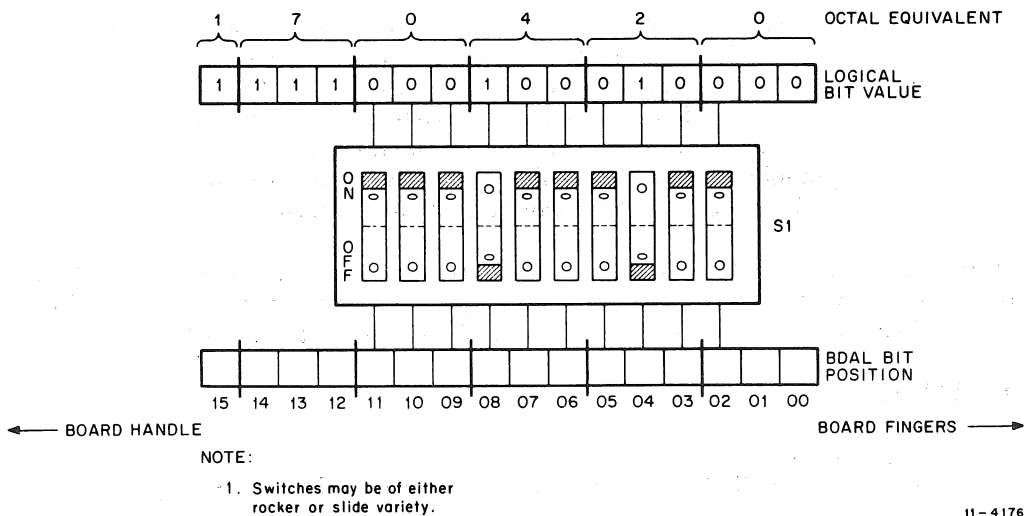 1 7 0 4 2 0 OCTAL EQUIVALENT
1 1 1 1 0 0 0 1 0 0 0 1 0 0 0 0 LOGICAL
BIT VALUE
ON
OFF
S1
BDAL BIT
POSITION
15 14 13 12 11 10 09 08 07 06 05 04 03 02 01 00
BOARD HANDLE
BOARD FINGERS
NOTE:
1. Switches may be of either
rocker or slide variety.
11-4176